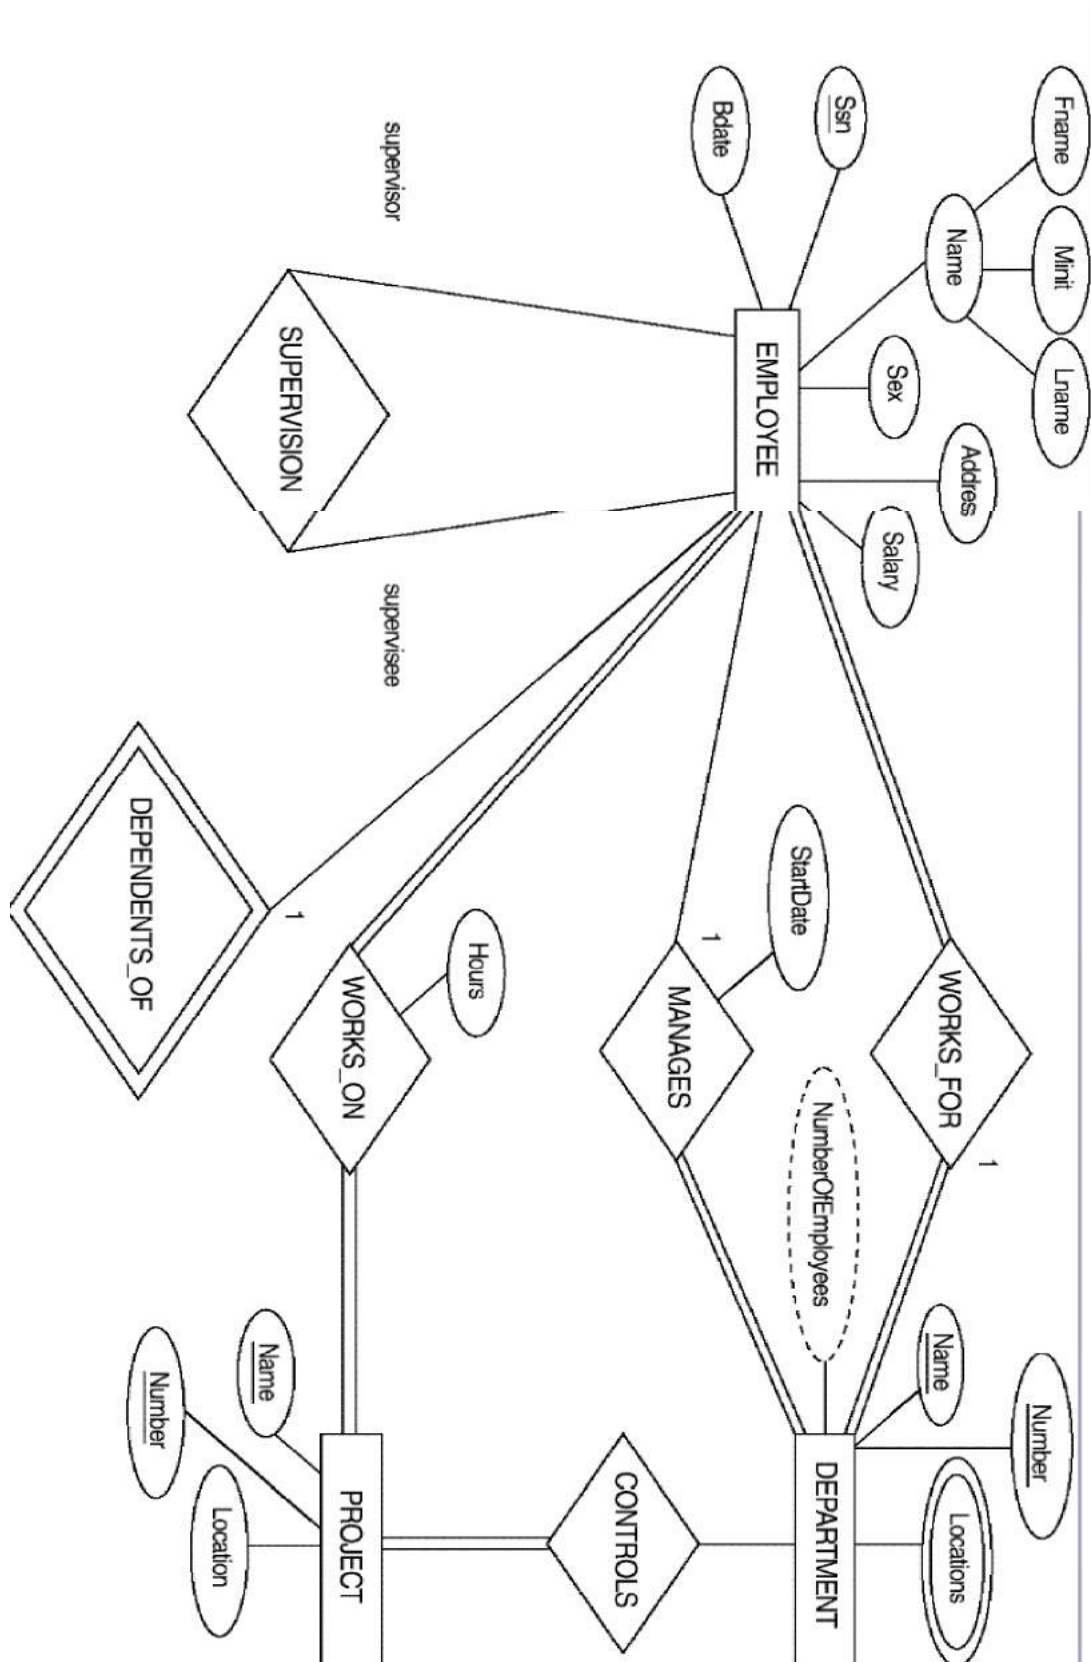 Fname
Minit
Lname
Ssn
Name
Bdate
Sex
Addres
Salary
EMPLOYEE
supervisor
SUPERVISION
supervisee
StartDate
1
MANAGES
WORKS_FOR
1
NumberOfEmployees
Name
Number
Locations
DEPARTMENT
Hours
WORKS_ON
1
DEPENDENTS_OF
CONTROLS
Name
Number
Location
PROJECT